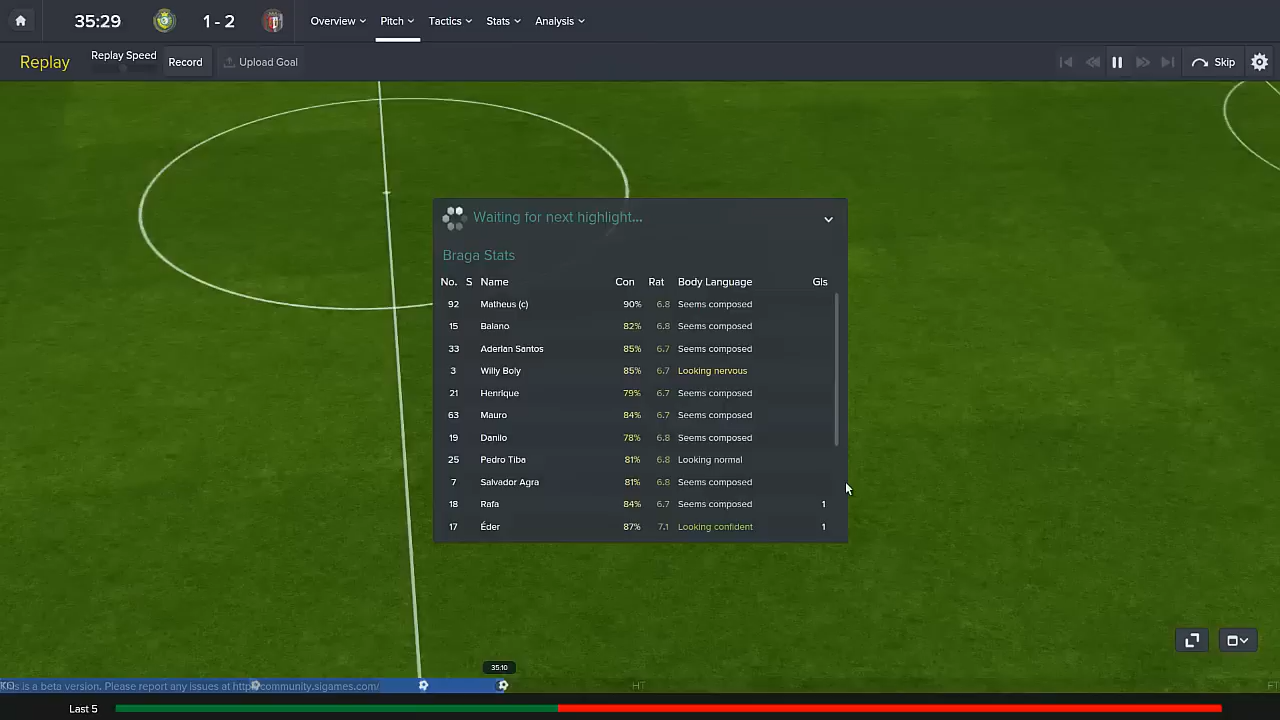 35:29 1 - 2 Overview Pitch Tactics Stats Analysis
Replay Replay Speed Record Upload Goal Skip
Waiting for next highlight...
Braga Stats
No. S Name Con Rat Body Language Gls
92 Matheus (c) 90% 6.8 Seems composed
15 Baiano 82% 6.8 Seems composed
33 Aderlan Santos 85% 6.7 Seems composed
3 Willy Boly 85% 6.7 Looking nervous
21 Henrique 79% 6.7 Seems composed
63 Mauro 84% 6.7 Seems composed
19 Danilo 78% 6.8 Seems composed
25 Pedro Tiba 81% 6.8 Looking normal
7 Salvador Agra 81% 6.8 Seems composed
18 Rafa 84% 6.7 Seems composed 1
17 Éder 87% 7.1 Looking confident 1
35:10
This is a beta version. Please report any issues at http://community.sigames.com/ HT FT
Last 5